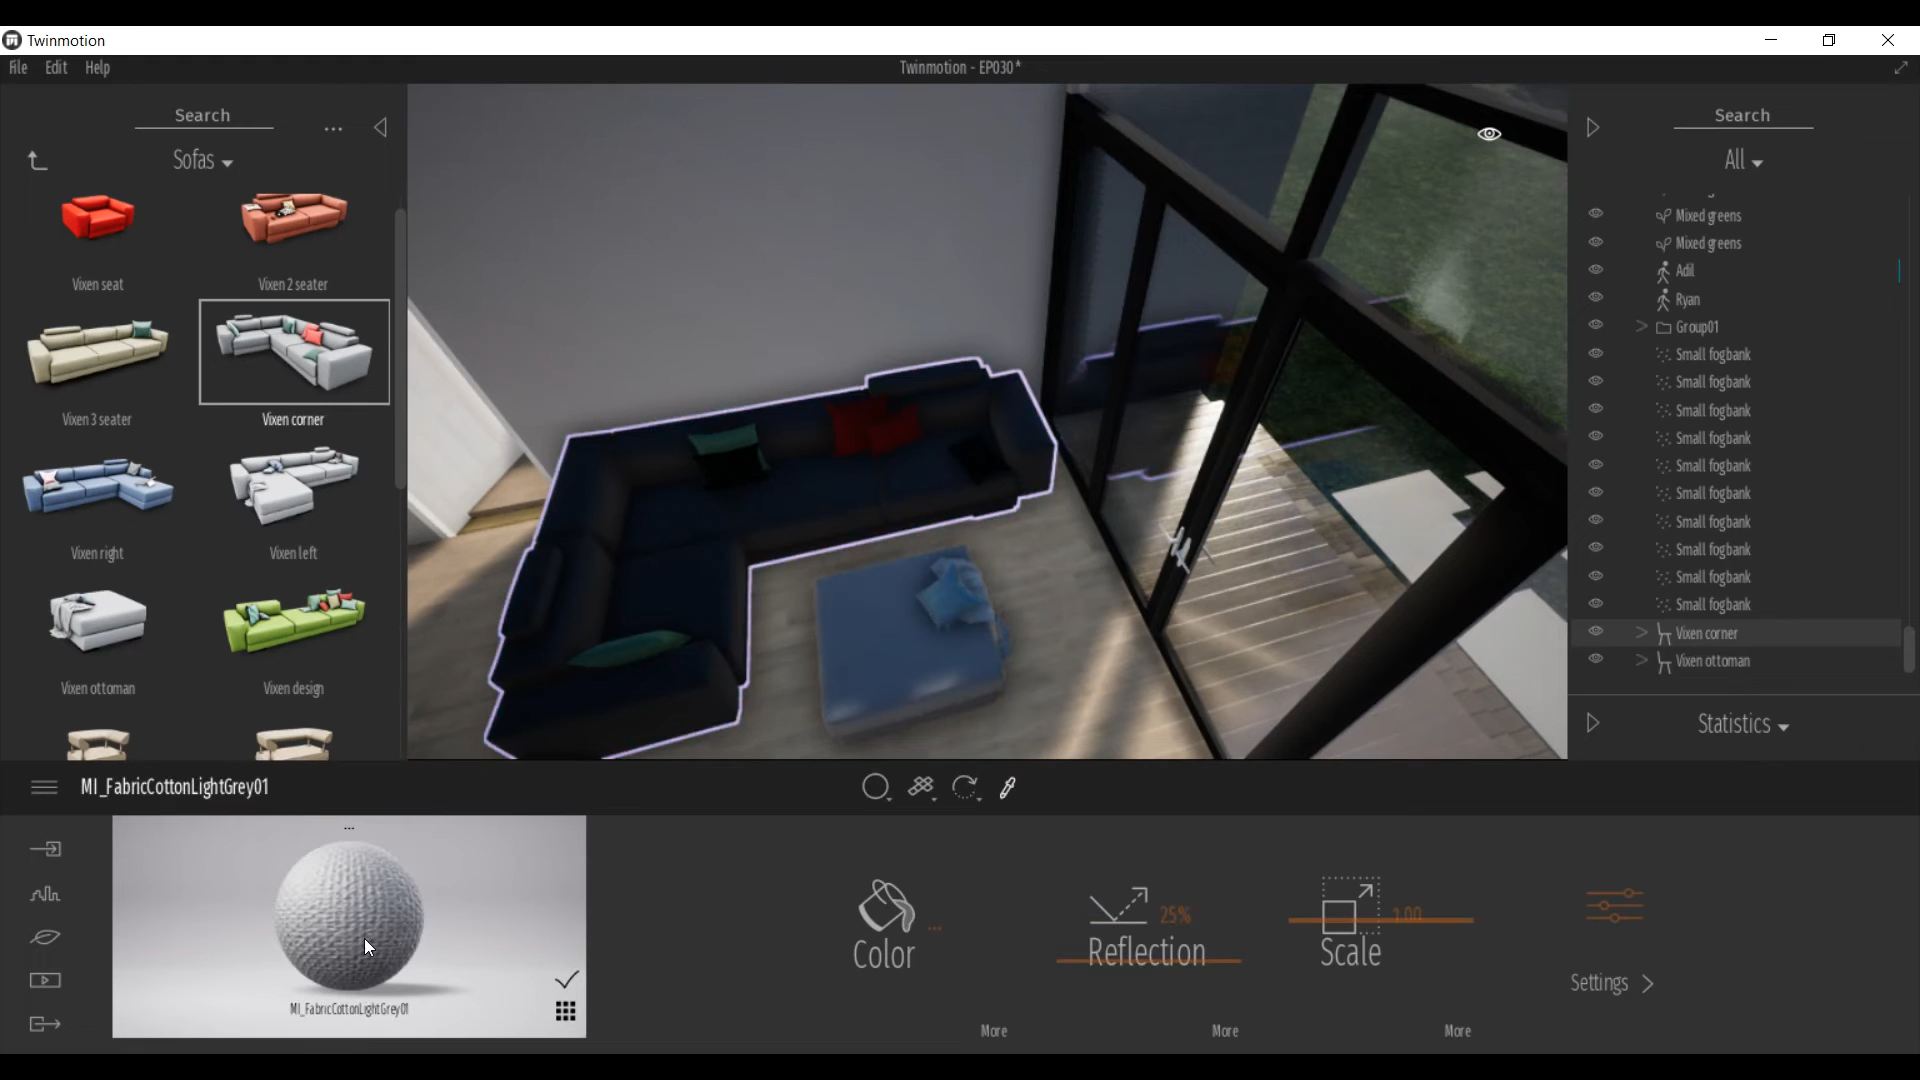 Twinmotion
File Edit Help
Twinmotion - EP030*
Search
...
Sofas
Vixen seat
Vixen 2 seater
Vixen 3 seater
Vixen corner
Vixen right
Vixen left
Vixen ottoman
Vixen design
Search
All
Mixed greens
Mixed greens
Adil
Ryan
Group01
Small fogbank
Small fogbank
Small fogbank
Small fogbank
Small fogbank
Small fogbank
Small fogbank
Small fogbank
Small fogbank
Small fogbank
Vixen corner
Vixen ottoman
Statistics
MI_FabricCottonLightGrey01
...
MI_FabricCottonLightGrey01
Color ...
More
25%
Reflection
More
1.00
Scale
More
Settings